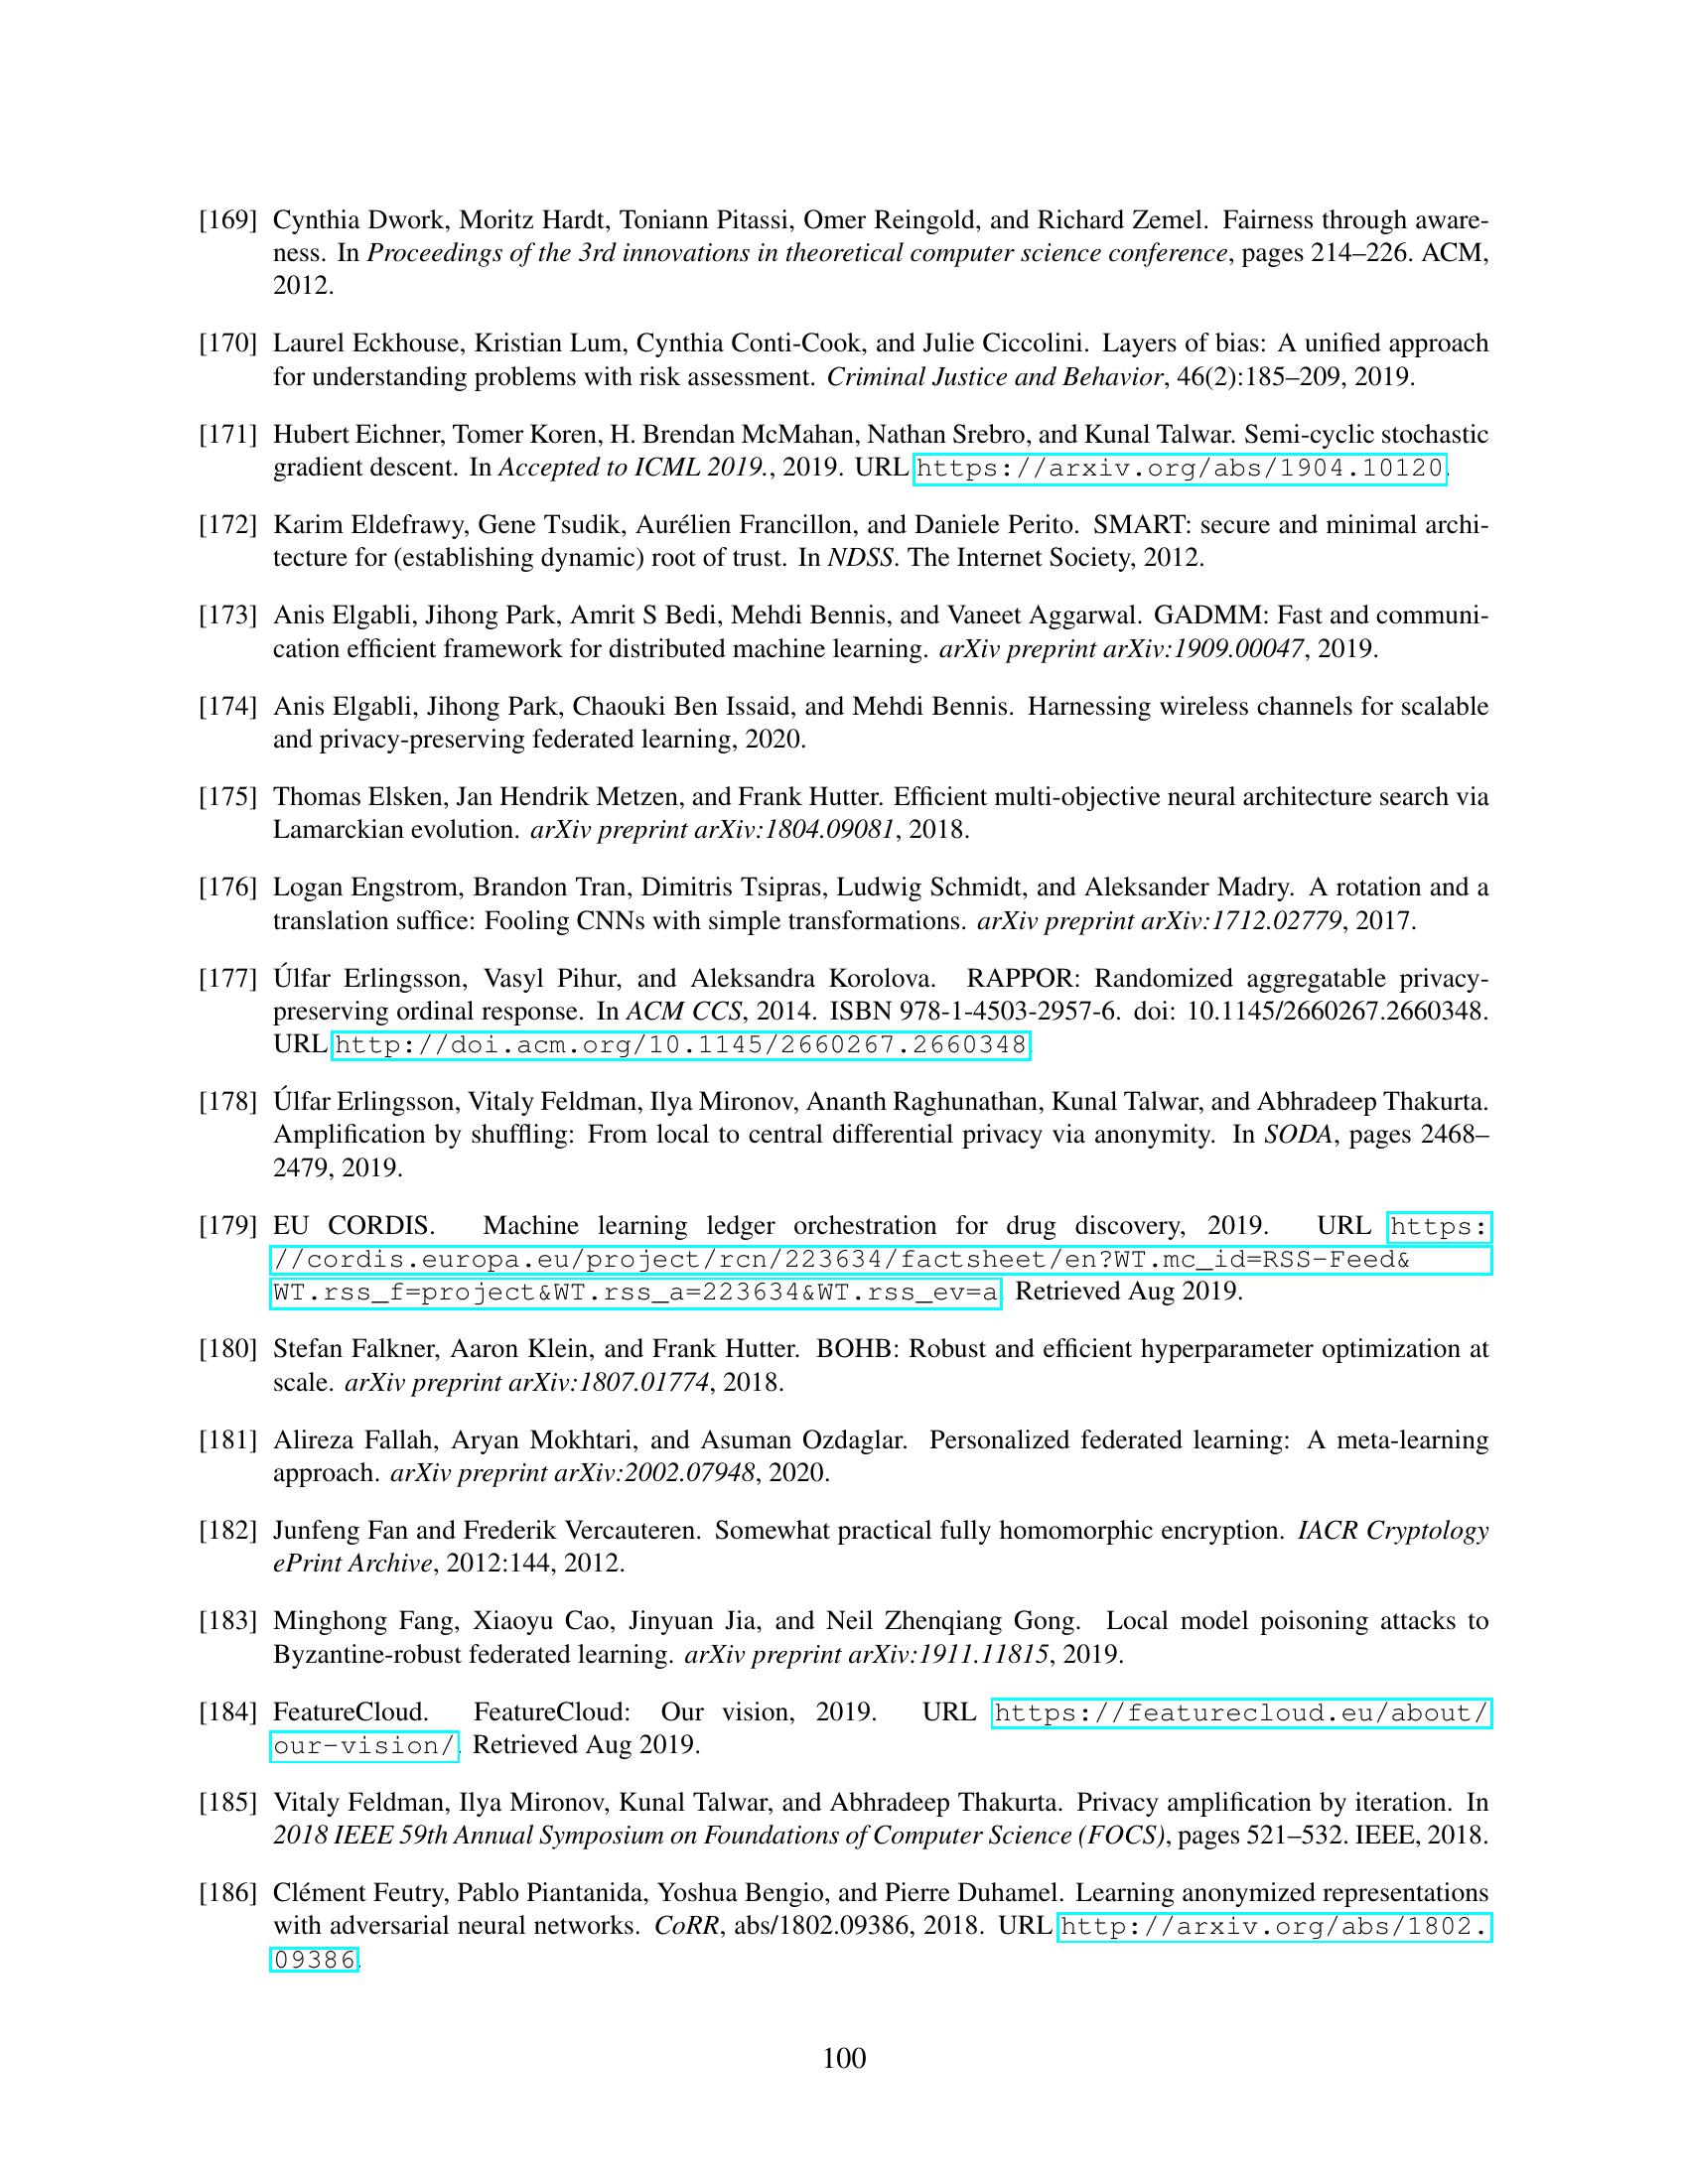 [169] Cynthia Dwork, Moritz Hardt, Toniann Pitassi, Omer Reingold, and Richard Zemel. Fairness through aware-
ness. In Proceedings of the 3rd innovations in theoretical computer science conference, pages 214–226. ACM,
2012.
[170] Laurel Eckhouse, Kristian Lum, Cynthia Conti-Cook, and Julie Ciccolini. Layers of bias: A unified approach
for understanding problems with risk assessment. Criminal Justice and Behavior, 46(2):185–209, 2019.
[171] Hubert Eichner, Tomer Koren, H. Brendan McMahan, Nathan Srebro, and Kunal Talwar. Semi-cyclic stochastic
gradient descent. In Accepted to ICML 2019., 2019. URL https://arxiv.org/abs/1904.10120.
[172] Karim Eldefrawy, Gene Tsudik, Aurélien Francillon, and Daniele Perito. SMART: secure and minimal archi-
tecture for (establishing dynamic) root of trust. In NDSS. The Internet Society, 2012.
[173] Anis Elgabli, Jihong Park, Amrit S Bedi, Mehdi Bennis, and Vaneet Aggarwal. GADMM: Fast and communi-
cation efficient framework for distributed machine learning. arXiv preprint arXiv:1909.00047, 2019.
[174] Anis Elgabli, Jihong Park, Chaouki Ben Issaid, and Mehdi Bennis. Harnessing wireless channels for scalable
and privacy-preserving federated learning, 2020.
[175] Thomas Elsken, Jan Hendrik Metzen, and Frank Hutter. Efficient multi-objective neural architecture search via
Lamarckian evolution. arXiv preprint arXiv:1804.09081, 2018.
[176] Logan Engstrom, Brandon Tran, Dimitris Tsipras, Ludwig Schmidt, and Aleksander Madry. A rotation and a
translation suffice: Fooling CNNs with simple transformations. arXiv preprint arXiv:1712.02779, 2017.
[177] Úlfar Erlingsson, Vasyl Pihur, and Aleksandra Korolova. RAPPOR: Randomized aggregatable privacy-
preserving ordinal response. In ACM CCS, 2014. ISBN 978-1-4503-2957-6. doi: 10.1145/2660267.2660348.
URL http://doi.acm.org/10.1145/2660267.2660348
[178] Úlfar Erlingsson, Vitaly Feldman, Ilya Mironov, Ananth Raghunathan, Kunal Talwar, and Abhradeep Thakurta.
Amplification by shuffling: From local to central differential privacy via anonymity. In SODA, pages 2468–
2479, 2019.
[179] EU CORDIS. Machine learning ledger orchestration for drug discovery, 2019. URL https:
//cordis.europa.eu/project/rcn/223634/factsheet/en?WT.mc_id=RSS-Feed&
WT.rss_f=project&WT.rss_a=223634&WT.rss_ev=a. Retrieved Aug 2019.
[180] Stefan Falkner, Aaron Klein, and Frank Hutter. BOHB: Robust and efficient hyperparameter optimization at
scale. arXiv preprint arXiv:1807.01774, 2018.
[181] Alireza Fallah, Aryan Mokhtari, and Asuman Ozdaglar. Personalized federated learning: A meta-learning
approach. arXiv preprint arXiv:2002.07948, 2020.
[182] Junfeng Fan and Frederik Vercauteren. Somewhat practical fully homomorphic encryption. IACR Cryptology
ePrint Archive, 2012:144, 2012.
[183] Minghong Fang, Xiaoyu Cao, Jinyuan Jia, and Neil Zhenqiang Gong. Local model poisoning attacks to
Byzantine-robust federated learning. arXiv preprint arXiv:1911.11815, 2019.
[184] FeatureCloud. FeatureCloud: Our vision, 2019. URL https://featurecloud.eu/about/
our-vision/. Retrieved Aug 2019.
[185] Vitaly Feldman, Ilya Mironov, Kunal Talwar, and Abhradeep Thakurta. Privacy amplification by iteration. In
2018 IEEE 59th Annual Symposium on Foundations of Computer Science (FOCS), pages 521–532. IEEE, 2018.
[186] Clément Feutry, Pablo Piantanida, Yoshua Bengio, and Pierre Duhamel. Learning anonymized representations
with adversarial neural networks. CoRR, abs/1802.09386, 2018. URL http://arxiv.org/abs/1802.
09386.
100